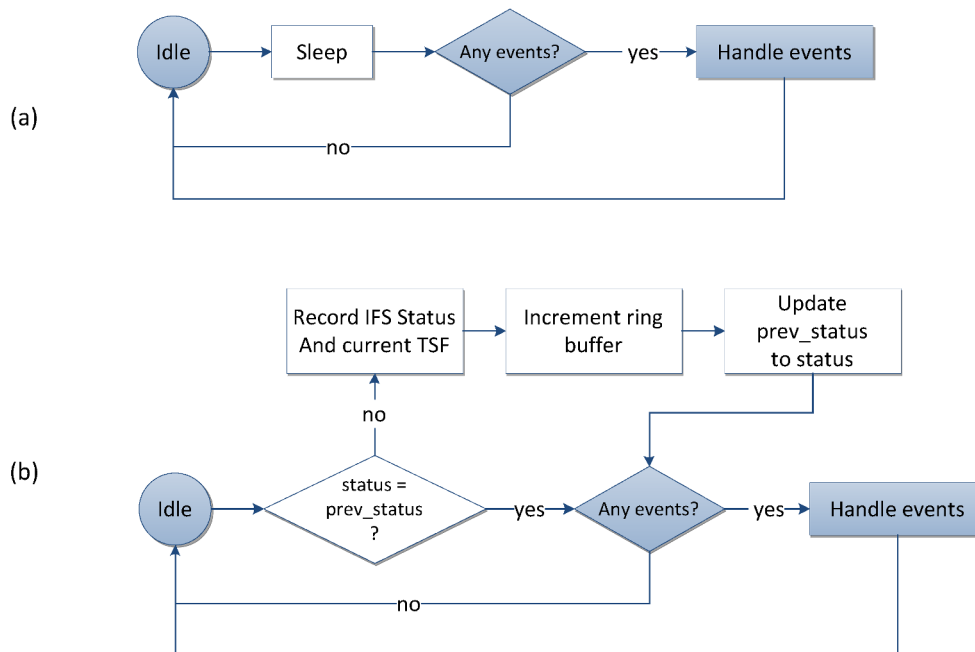 (a)
Idle
Sleep
Any events?
yes
Handle events
no
(b)
Record IFS Status
And current TSF
Increment ring
buffer
Update
prev_status
to status
no
Idle
status =
prev_status
?
yes
Any events?
yes
Handle events
no